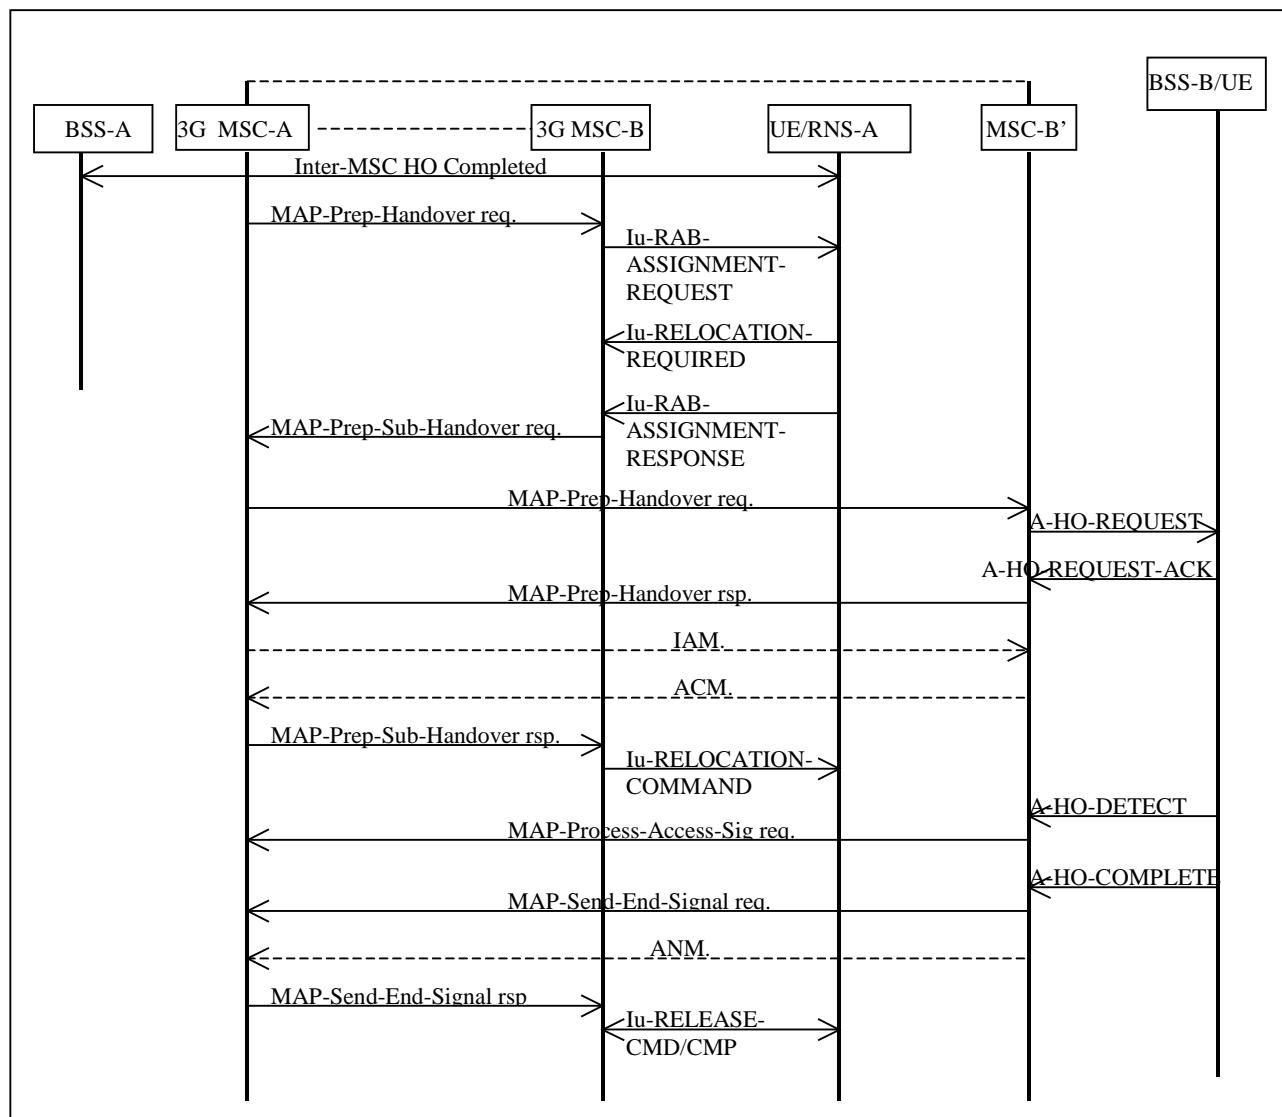 BSS-B/UE
BSS-A
3G MSC-A
3G MSC-B
UE/RNS-A
MSC-B’
Inter-MSC HO Completed
MAP-Prep-Handover req.
Iu-RAB-
ASSIGNMENT-
REQUEST
Iu-RELOCATION-
REQUIRED
Iu-RAB-
ASSIGNMENT-
RESPONSE
MAP-Prep-Sub-Handover req.
MAP-Prep-Handover req.
A-HO-REQUEST
A-HO-REQUEST-ACK
MAP-Prep-Handover rsp.
IAM.
ACM.
MAP-Prep-Sub-Handover rsp.
Iu-RELOCATION-
COMMAND
A-HO-DETECT
MAP-Process-Access-Sig req.
A-HO-COMPLETE
MAP-Send-End-Signal req.
ANM.
MAP-Send-End-Signal rsp
Iu-RELEASE-
CMD/CMP